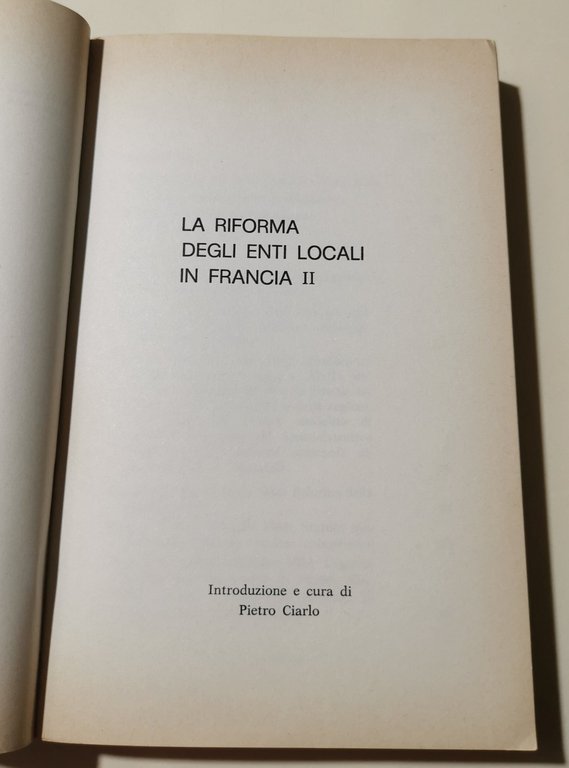 LA RIFORMA
DEGLI ENTI LOCALI
IN FRANCIA II
Introduzione e cura di
Pietro Ciarlo